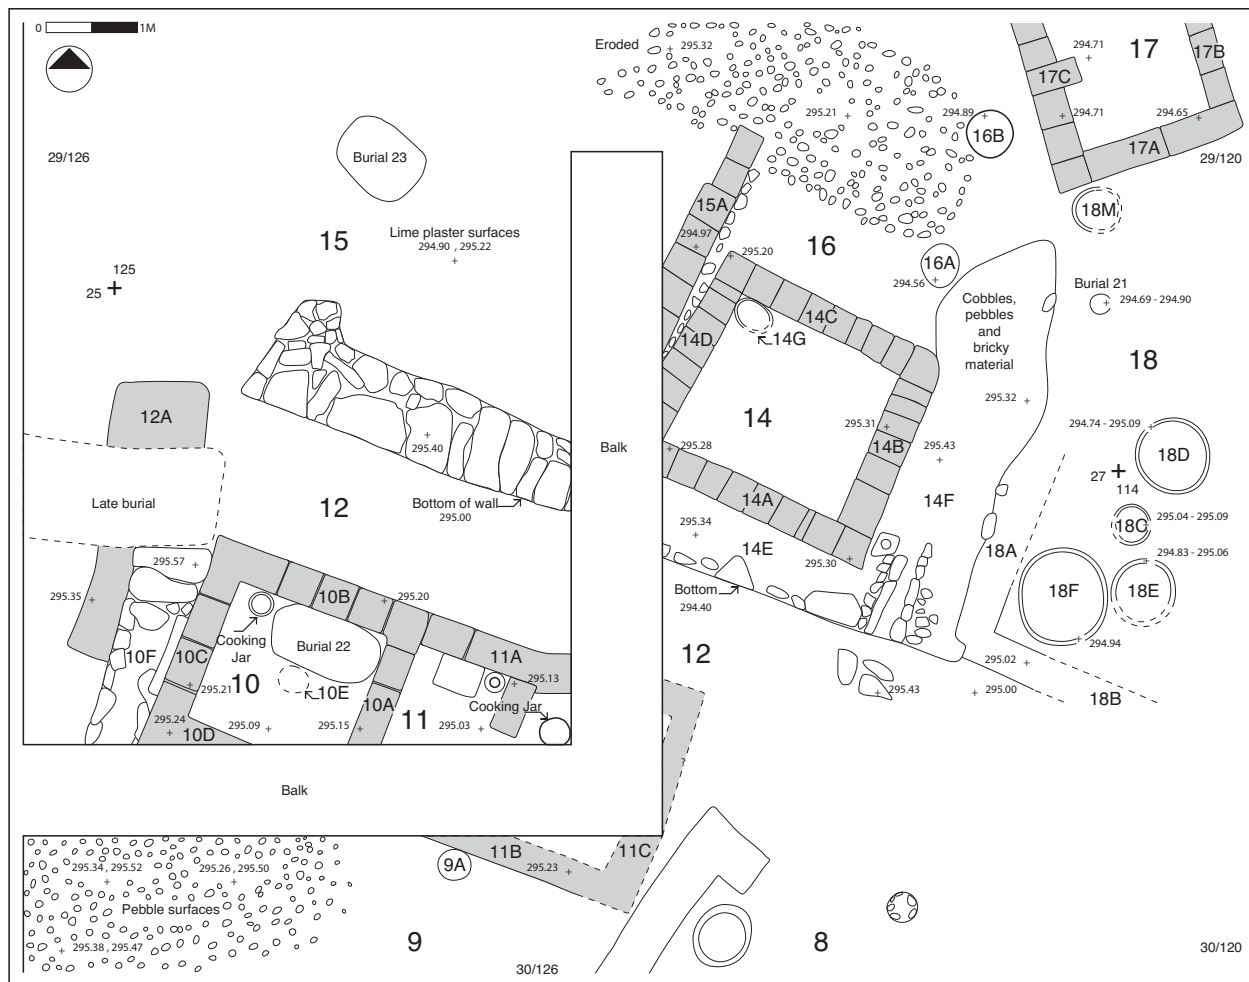 0 1M
Eroded
295.32
294.71
17
17B
17C
295.21
294.89
294.71
294.65
16B
17A
29/126
Burial 23
29/120
15A
18M
15
Lime plaster surfaces
294.90 , 295.22
294.97
295.20
16
16A
294.56
125
25
Burial 21
294.69 - 294.90
Cobbles,
pebbles
and
bricky
material
14C
14D
14G
18
12A
295.40
14
295.32
295.31
294.74 - 295.09
Balk
295.28
14B
295.43
18D
27
114
Late burial
12
Bottom of wall
295.00
14A
14F
18C
295.04 - 295.09
295.34
14E
18A
295.57
295.30
294.83 - 295.06
295.35
10B
295.20
Bottom
294.40
18F
18E
Cooking
Jar
Burial 22
10F
10C
11A
12
294.94
295.02
10
10E
295.21
10A
295.13
Cooking Jar
295.43
295.00
18B
11
295.24
10D
295.09
295.15
295.03
Balk
11B
11C
295.23
9A
295.34 , 295.52
295.26 , 295.50
Pebble surfaces
295.38 , 295.47
9
8
30/126
30/120